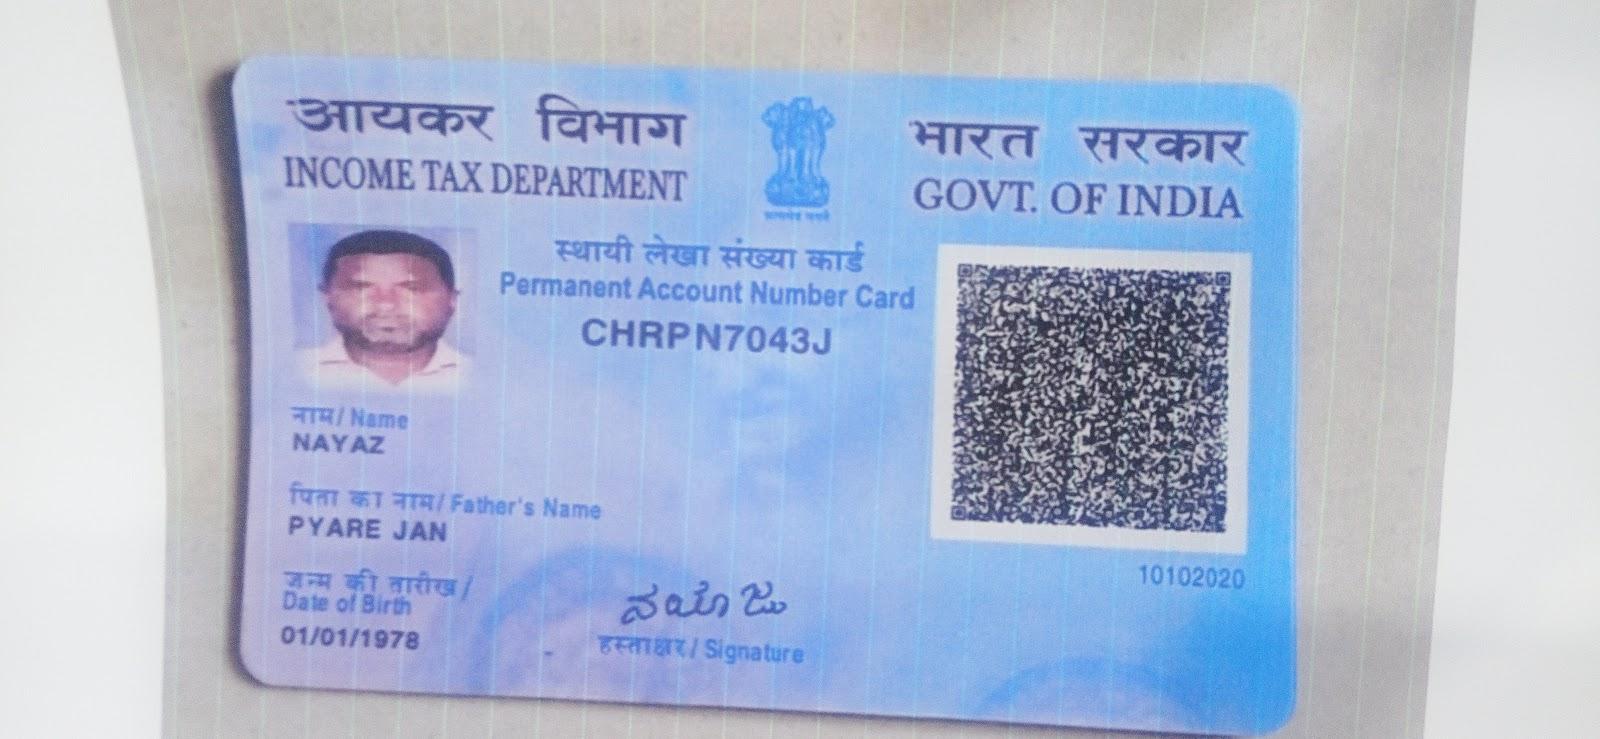 आयकर विभाग
INCOME TAX DEPARTMENT
भारत सरकार
GOVT. OF INDIA
सत्यमेव जयते
स्थायी लेखा संख्या कार्ड
Permanent Account Number Card
CHRPN7043J
नाम/ Name
NAYAZ
पिता का नाम/ Father's Name
PYARE JAN
जन्म की तारीख/
Date of Birth
01/01/1978
ನಯಾಜು
हस्ताक्षर/ Signature
10102020